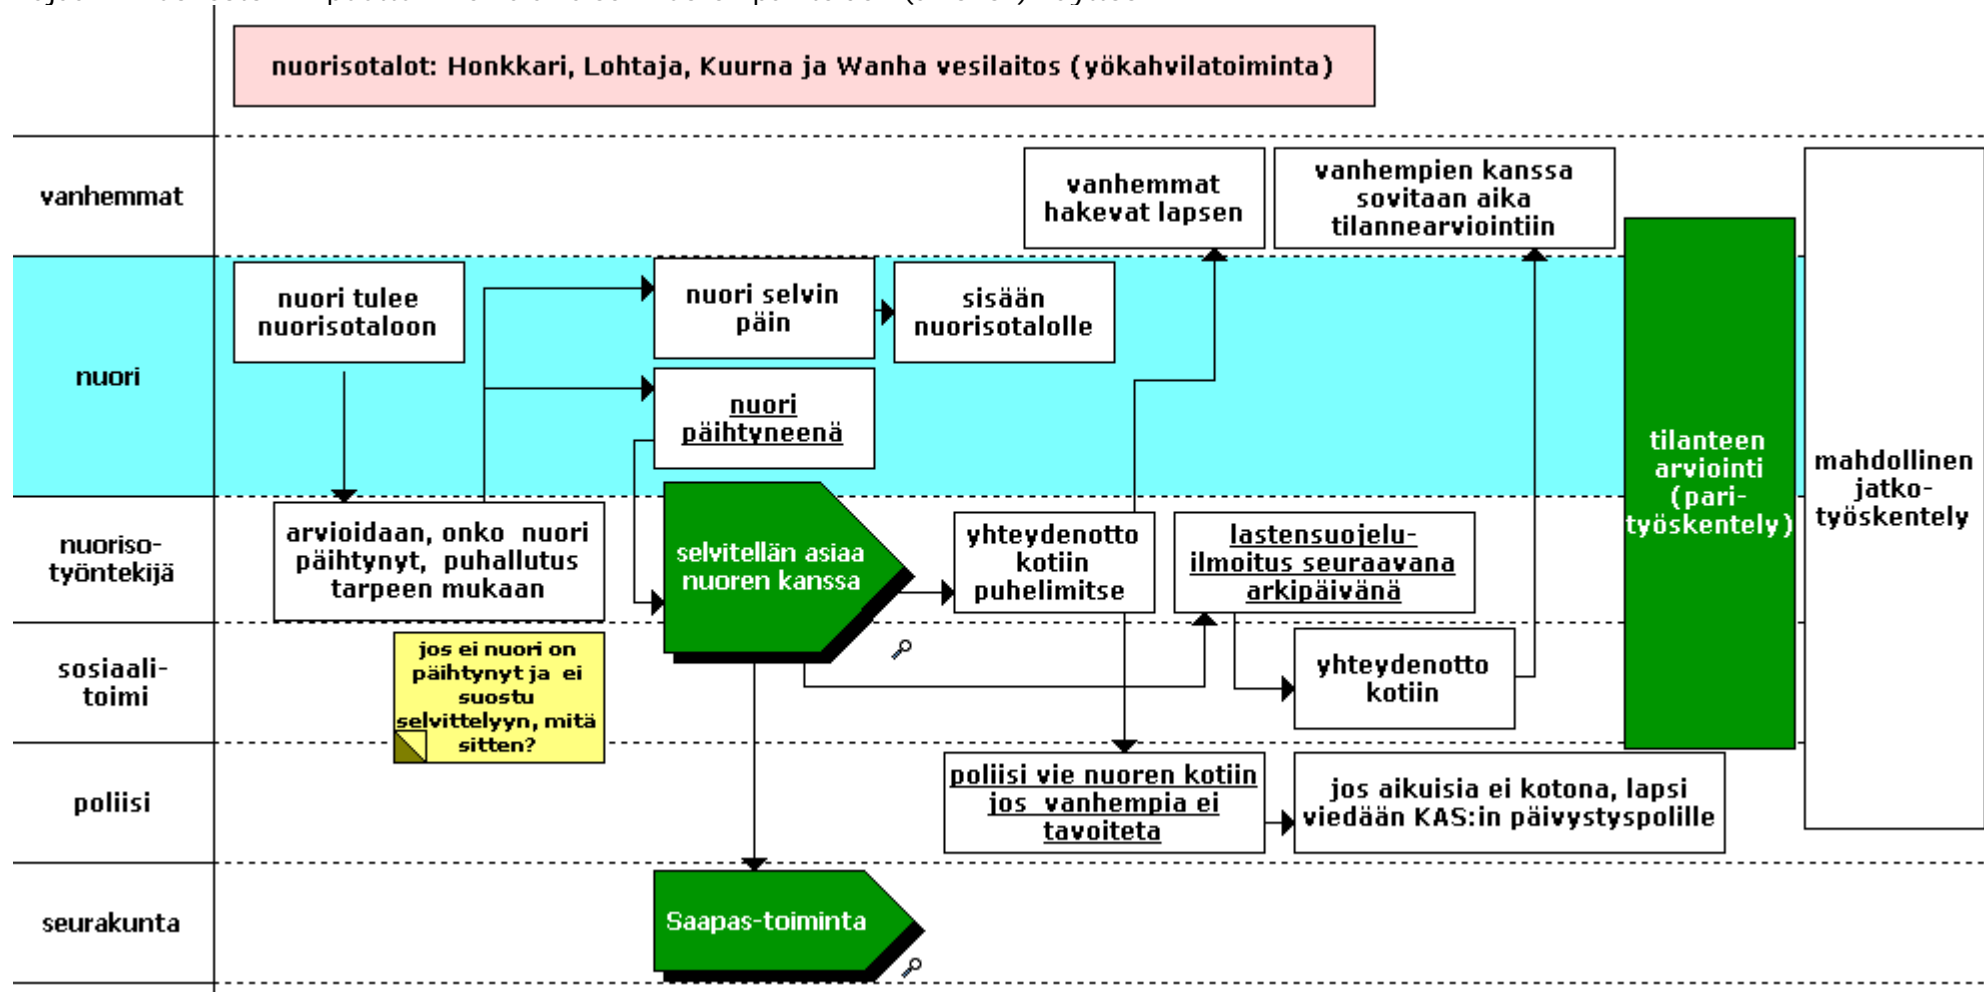 nuorisotalot: Honkkari, Lohtaja, Kuurna ja Wanha vesilaitos (yökahvilatoiminta)
vanhemmat
vanhemmat
hakevat lapsen
vanhempien kanssa
sovitaan aika
tilannearviointiin
nuori
nuori tulee
nuorisotaloon
nuori selvin
päin
sisään
nuorisotalolle
nuori
päihtyneenä
tilanteen
arviointi
(pari-
työskentely)
mahdollinen
jatko-
työskentely
nuoriso-
työntekijä
arvioidaan, onko nuori
päihtynyt, puhallutus
tarpeen mukaan
selvitellän asiaa
nuoren kanssa
yhteydenotto
kotiin
puhelimitse
lastensuojelu-
ilmoitus seuraavana
arkipäivänä
sosiaali-
toimi
jos ei nuori on
päihtynyt ja ei
suostu
selvittelyyn, mitä
sitten?
yhteydenotto
kotiin
poliisi
poliisi vie nuoren kotiin
jos vanhempia ei
tavoiteta
jos aikuisia ei kotona, lapsi
viedään KAS:in päivystyspolille
seurakunta
Saapas-toiminta